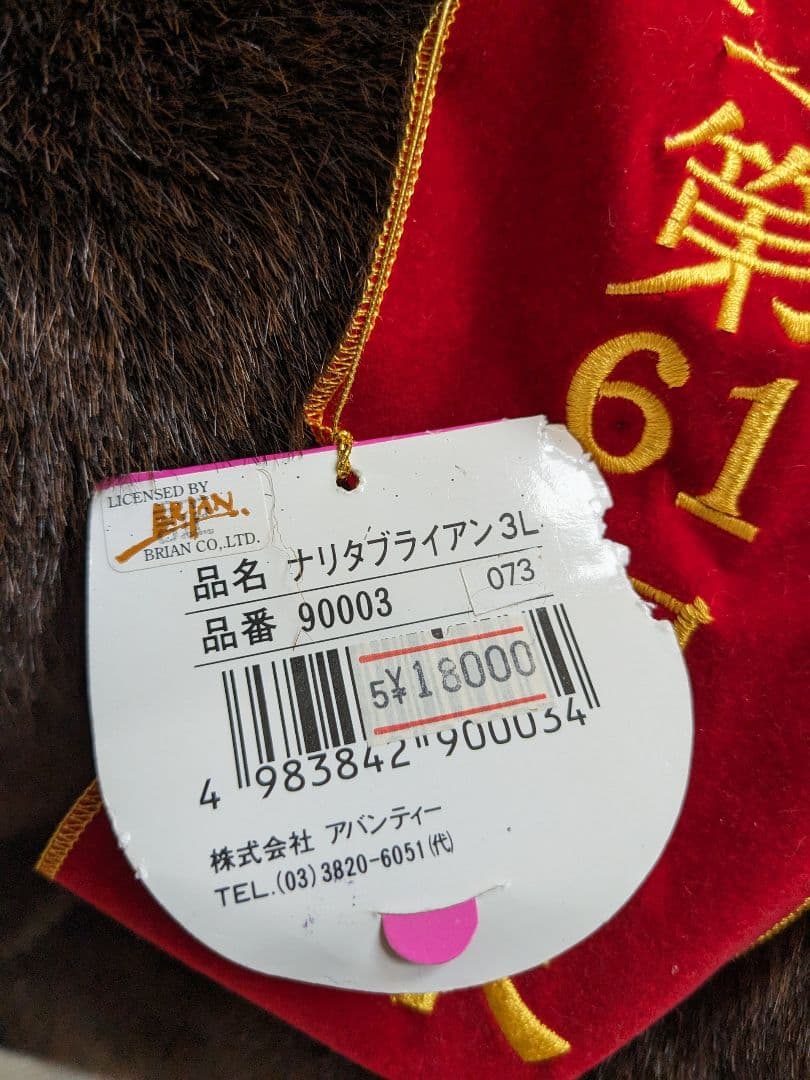 第
61
LICENSED BY
BRIAN.
BRIAN CO,.LTD.
品名 ナリタブライアン3L
品番 90003
073
5¥18000
4 983842 900034
株式会社 アバンティー
TEL.(03)3820-6051(代)